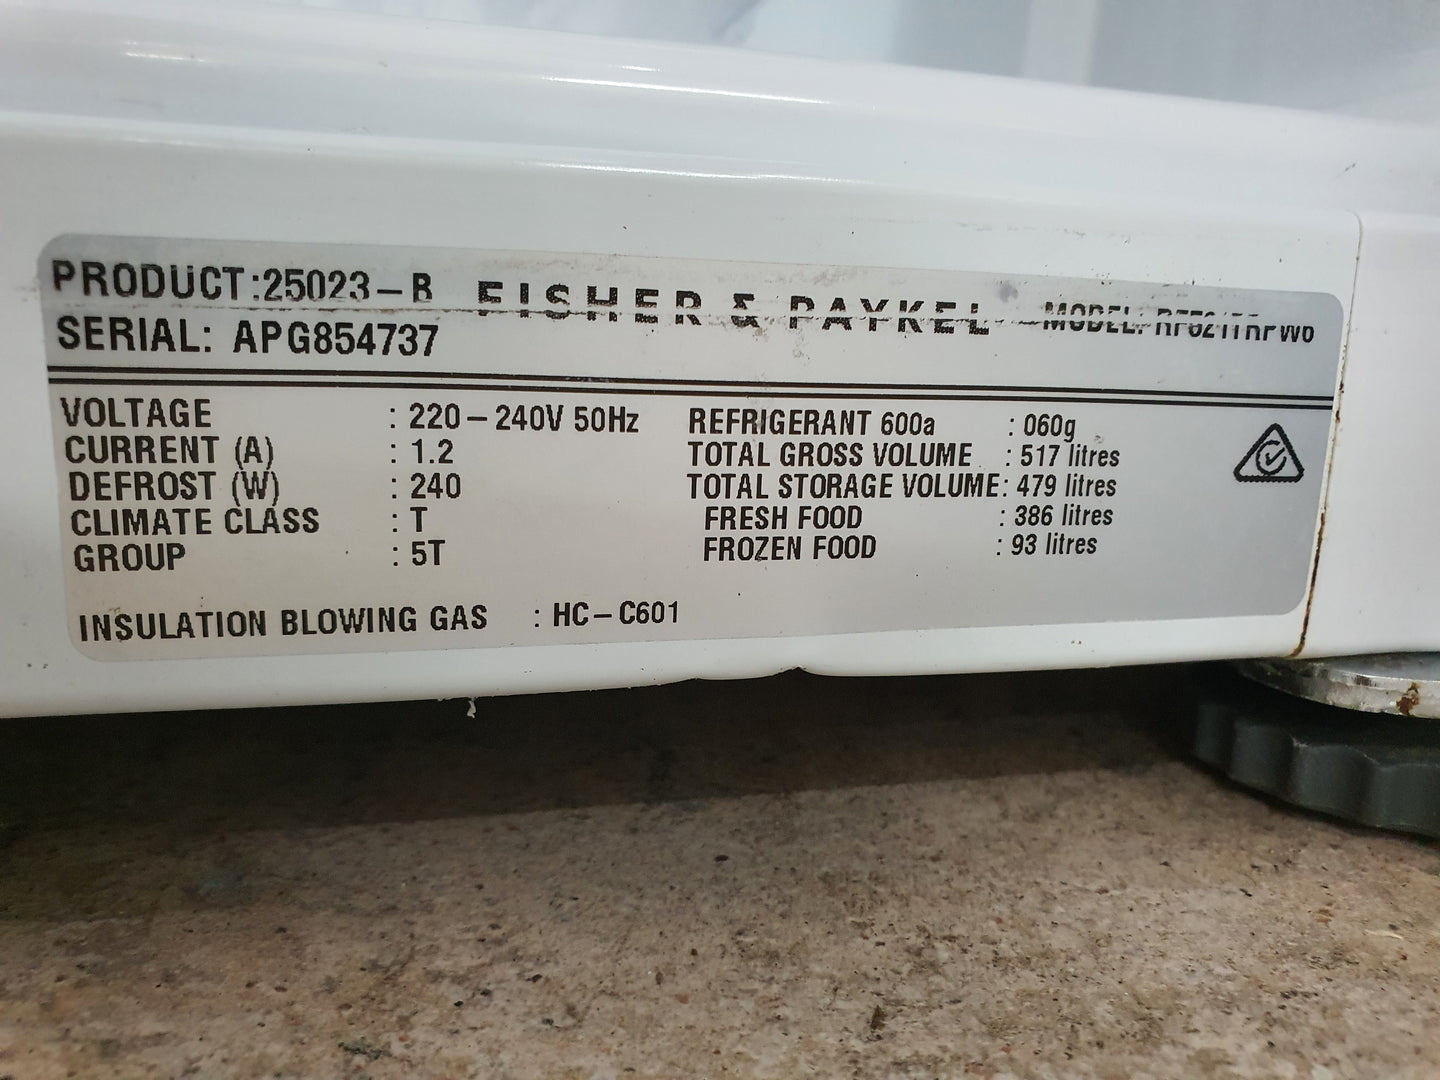 PRODUCT:25023-B FISHER & PAYKEL MODEL:
SERIAL: APG854737
VOLTAGE : 220-240V 50Hz REFRIGERANT 600a : 060g
CURRENT (A) : 1.2 TOTAL GROSS VOLUME : 517 litres
DEFROST (W) : 240 TOTAL STORAGE VOLUME: 479 litres
CLIMATE CLASS : T FRESH FOOD : 386 litres
GROUP : 5T FROZEN FOOD : 93 litres
INSULATION BLOWING GAS : HC-C601